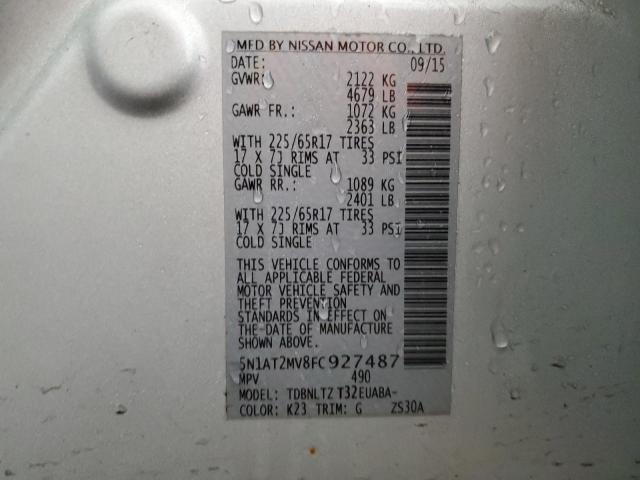 MFD BY NISSAN MOTOR CO., LTD.
DATE: 09/15
GVWR: 2122 KG
4679 LB
GAWR FR.: 1072 KG
2363 LB
WITH 225/65R17 TIRES
17 X 7J RIMS AT 33 PSI
COLD SINGLE
GAWR RR.: 1089 KG
2401 LB
WITH 225/65R17 TIRES
17 X 7J RIMS AT 33 PSI
COLD SINGLE
THIS VEHICLE CONFORMS TO
ALL APPLICABLE FEDERAL
MOTOR VEHICLE SAFETY AND
THEFT PREVENTION
STANDARDS IN EFFECT ON
THE DATE OF MANUFACTURE
SHOWN ABOVE.
5N1AT2MV8FC927487
MPV 490
MODEL: TDBNLTZ T32EUABA-
COLOR: K23 TRIM: G ZS30A